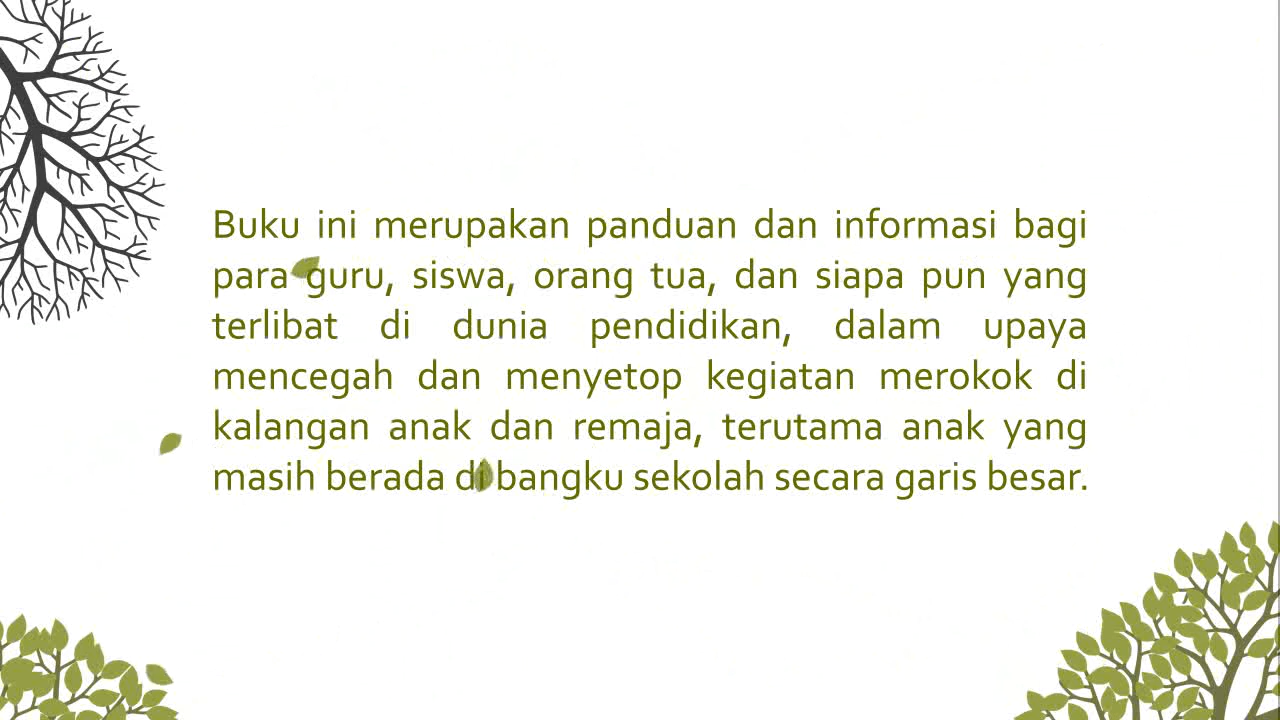 Buku ini merupakan panduan dan informasi bagi
para guru, siswa, orang tua, dan siapa pun yang
terlibat di dunia pendidikan, dalam upaya
mencegah dan menyetop kegiatan merokok di
kalangan anak dan remaja, terutama anak yang
masih berada di bangku sekolah secara garis besar.